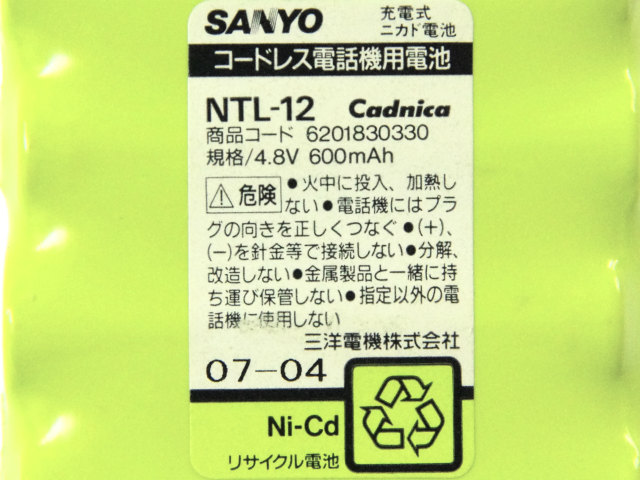 SANYO 充電式
ニカド電池
コードレス電話機用電池
NTL-12 Cadnica
商品コード 6201830330
規格/4.8V 600mAh
⚠危険 ●火中に投入、加熱し
ない●電話機にはプラ
グの向きを正しくつなぐ●(+)、
(-)を針金等で接続しない●分解、
改造しない●金属製品と一緒に持
ち運び保管しない●指定以外の電
話機に使用しない
三洋電機株式会社
07-04
Ni-Cd
リサイクル電池